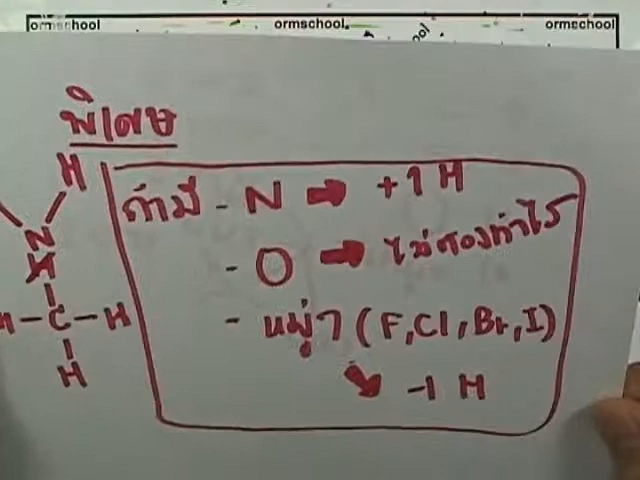 ormschool ormschool ormschool
ool
พิเศษ
H
ถ้ามี - N → +1 H
N
H
- O → ไม่ต้องทำไร
H - C - H
- หมู่ 7 (F, Cl, Br, I)
H
-1 H